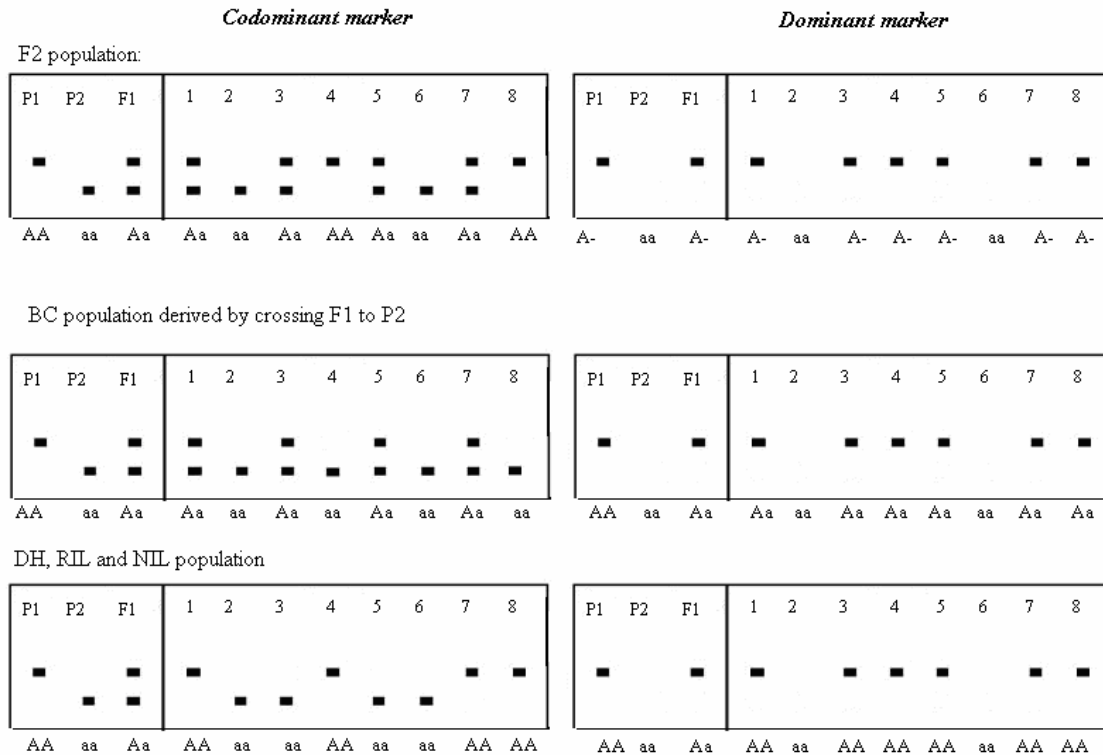 Codominant marker Dominant marker
F2 population:
P1 P2 F1 1 2 3 4 5 6 7 8 P1 P2 F1 1 2 3 4 5 6 7 8
AA aa Aa Aa aa Aa AA Aa aa Aa AA A- aa A- A- aa A- A- A- aa A- A-
BC population derived by crossing F1 to P2
P1 P2 F1 1 2 3 4 5 6 7 8 P1 P2 F1 1 2 3 4 5 6 7 8
AA aa Aa Aa aa Aa aa Aa aa Aa aa AA aa Aa Aa aa Aa Aa Aa aa Aa Aa
DH, RIL and NIL population
P1 P2 F1 1 2 3 4 5 6 7 8 P1 P2 F1 1 2 3 4 5 6 7 8
AA aa Aa AA aa aa AA aa aa AA AA AA aa Aa AA aa AA AA AA aa AA AA